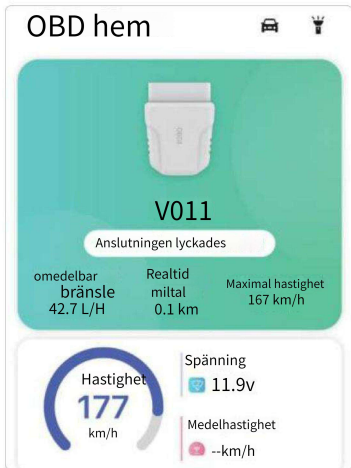 OBD hem
V011
Anslutningen lyckades
omedelbar
bränsle
42.7 L/H
Realtid
miltal
0.1 km
Maximal hastighet
167 km/h
Hastighet
177
km/h
Spänning
11.9v
Medelhastighet
--km/h